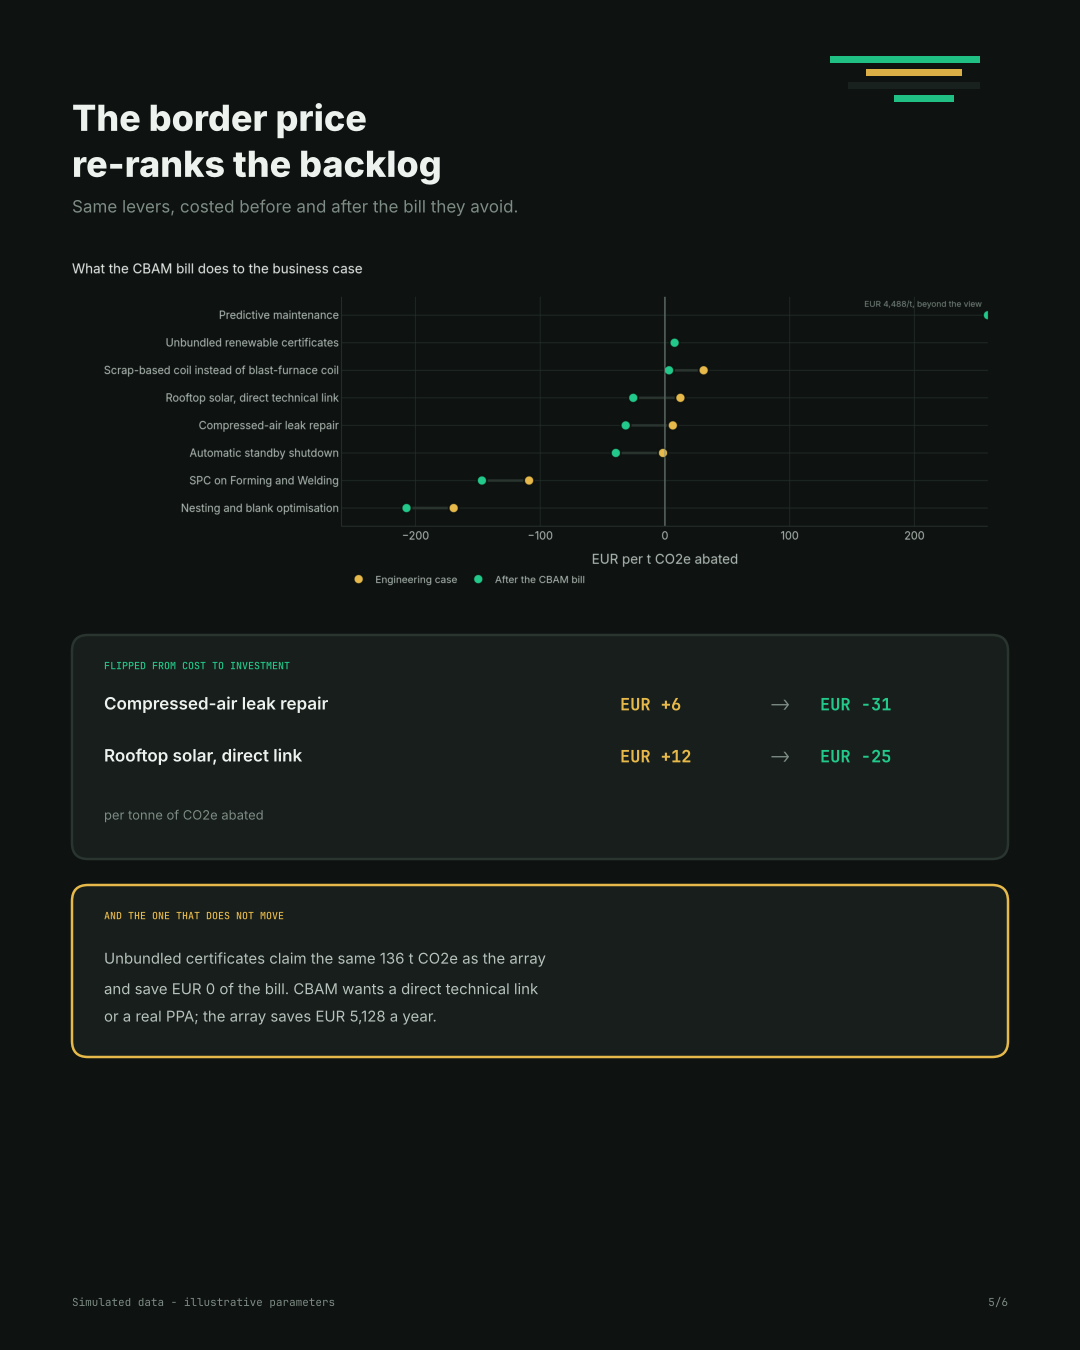 The border price
re-ranks the backlog
Same levers, costed before and after the bill they avoid.
What the CBAM bill does to the business case
EUR 4,488/t, beyond the view
Predictive maintenance
Unbundled renewable certificates
Scrap-based coil instead of blast-furnace coil
Rooftop solar, direct technical link
Compressed-air leak repair
Automatic standby shutdown
SPC on Forming and Welding
Nesting and blank optimisation
−200 −100 0 100 200
EUR per t CO2e abated
Engineering case After the CBAM bill
FLIPPED FROM COST TO INVESTMENT
Compressed-air leak repair EUR +6 → EUR -31
Rooftop solar, direct link EUR +12 → EUR -25
per tonne of CO2e abated
AND THE ONE THAT DOES NOT MOVE
Unbundled certificates claim the same 136 t CO2e as the array
and save EUR 0 of the bill. CBAM wants a direct technical link
or a real PPA; the array saves EUR 5,128 a year.
Simulated data - illustrative parameters 5/6